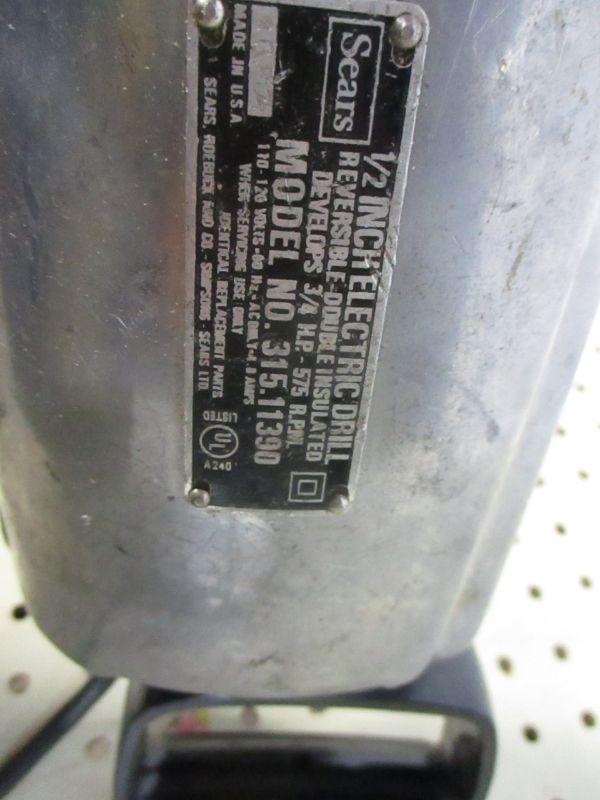 Sears
1/2 INCH ELECTRIC DRILL
REVERSIBLE-DOUBLE INSULATED
DEVELOPS 3/4 H.P.- 575 R.P.M.
MODEL NO. 315.11390
110-120 VOLTS-60 Hz.-AC ONLY- AMPS
WHEN SERVICING USE ONLY
IDENTICAL REPLACEMENT PARTS
MADE IN U.S.A
SEARS, ROEBUCK AND CO.-SIMPSONS-SEARS LTD.
UL
LISTED
A240